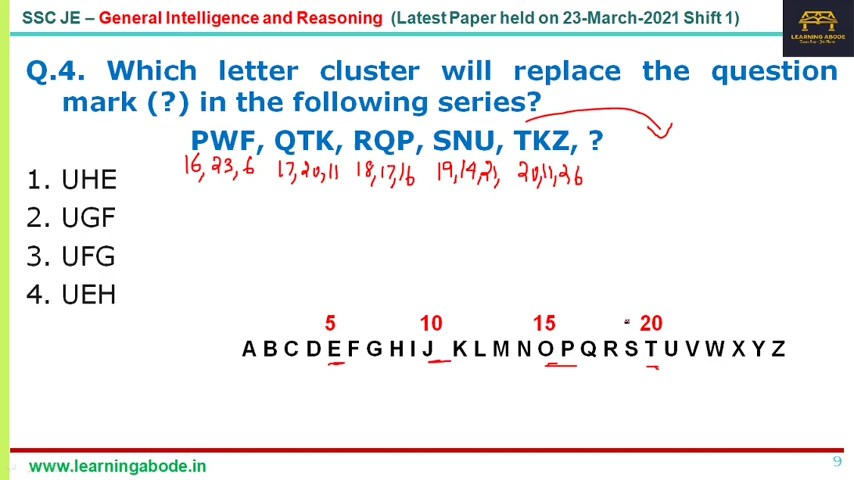 SSC JE – General Intelligence and Reasoning (Latest Paper held on 23-March-2021 Shift 1)
LEARNING ABODE
Q.4. Which letter cluster will replace the question
mark (?) in the following series?
PWF, QTK, RQP, SNU, TKZ, ?
16, 23, 6 17, 20, 11 18, 17, 16 19, 14, 21, 20, 11, 26
1. UHE
2. UGF
3. UFG
4. UEH
5 10 15 20
A B C D E F G H I J K L M N O P Q R S T U V W X Y Z
www.learningabode.in
9